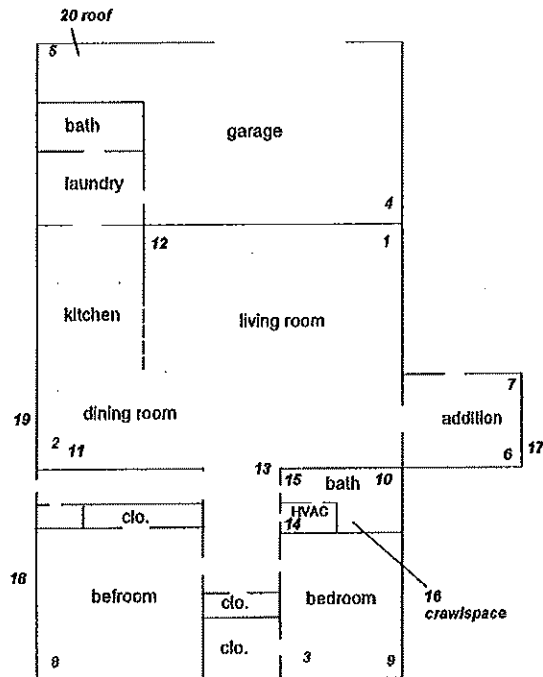 20 roof
5
bath
garage
laundry
4
12
1
kitchen
living room
7
19
dining room
addition
2
11
6
17
13
15
10
bath
clo.
HVAC
14
18
befroom
clo.
bedroom
16
crawlspace
clo.
8
3
9